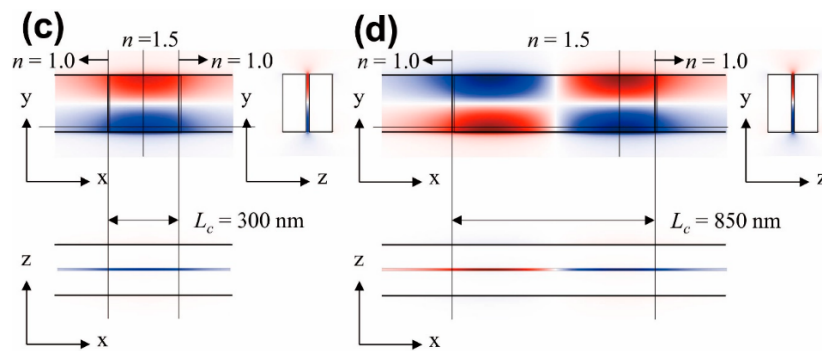 (c)
n = 1.5
n = 1.0
n = 1.0
y
x
y
z
L_c = 300 nm
z
x
(d)
n = 1.5
n = 1.0
n = 1.0
y
x
y
z
L_c = 850 nm
z
x